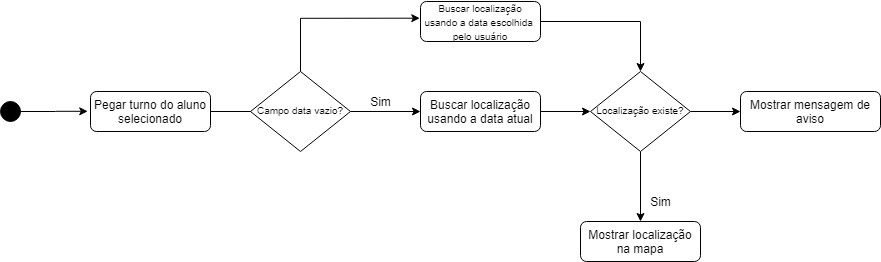 Buscar localização
usando a data escolhida
pelo usuário
Pegar turno do aluno
selecionado
Campo data vazio?
Sim
Buscar localização
usando a data atual
Localização existe?
Mostrar mensagem de
aviso
Sim
Mostrar localização
na mapa